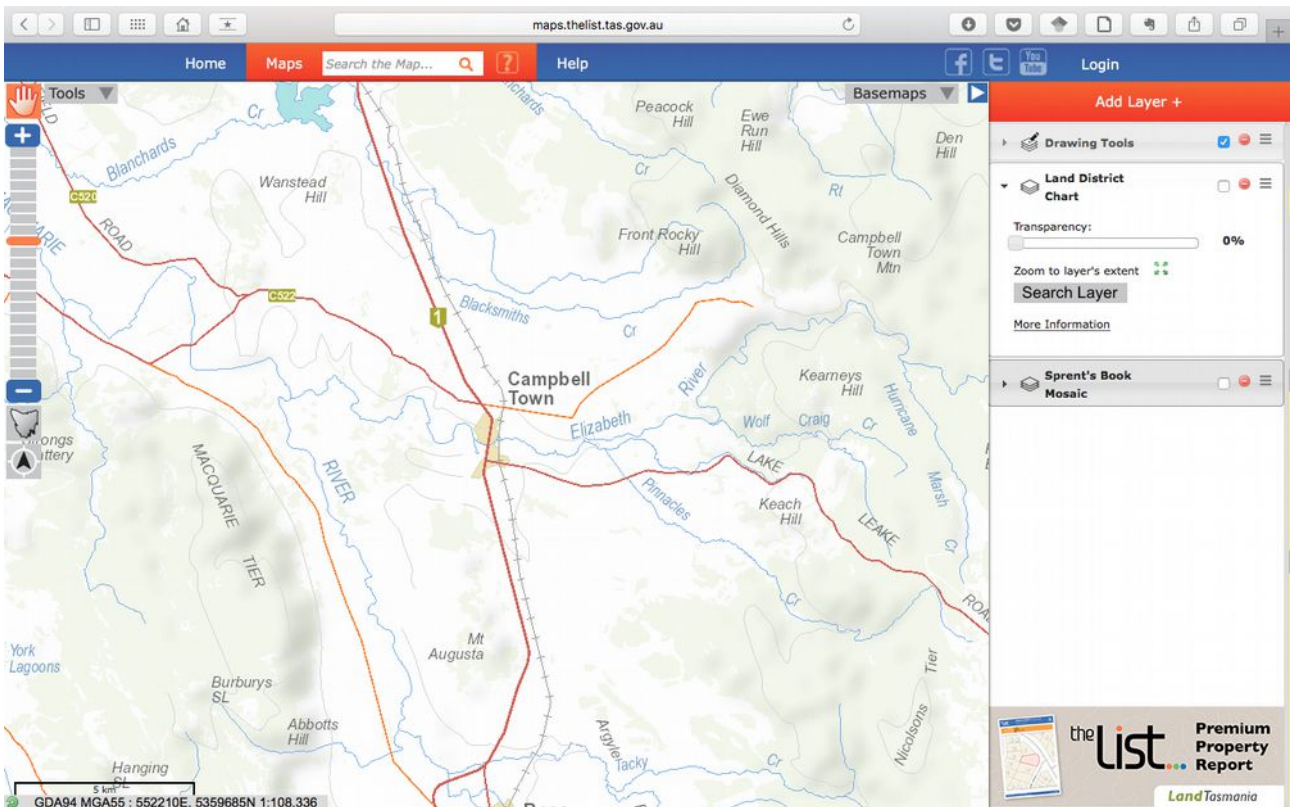 maps.thelist.tas.gov.au
Home
Maps
Search the Map...
?
Help
f
You
Tube
Login
Tools
Basemaps
Add Layer +
Drawing Tools
Land District
Chart
Transparency:
0%
Zoom to layer's extent
Search Layer
More Information
Sprent's Book
Mosaic
Cr
Blanchards
C520
ROAD
Wanstead
Hill
Peacock
Hill
Ewe
Run
Hill
Den
Hill
Cr
Rt
Diamond Hills
Front Rocky
Hill
Campbell
Town
Mtn
C522
1
Blacksmiths
Cr
Campbell
Town
River
Elizabeth
Kearneys
Hill
Hurricane
Wolf
Craig
Cr
Marsh
Cr
LAKE
LEAKE
ROAD
Keach
Hill
Pinnacles
Cr
MACQUARIE
TIER
RIVER
Mt
Augusta
York
Lagoons
Burburys
SL
Abbotts
Hill
Hanging
SL
Argyle
Tacky
Cr
Nicolsons
Tier
5 km
GDA94 MGA55 : 552210E, 5359685N 1:108,336
the LIST...
Premium
Property
Report
Land Tasmania